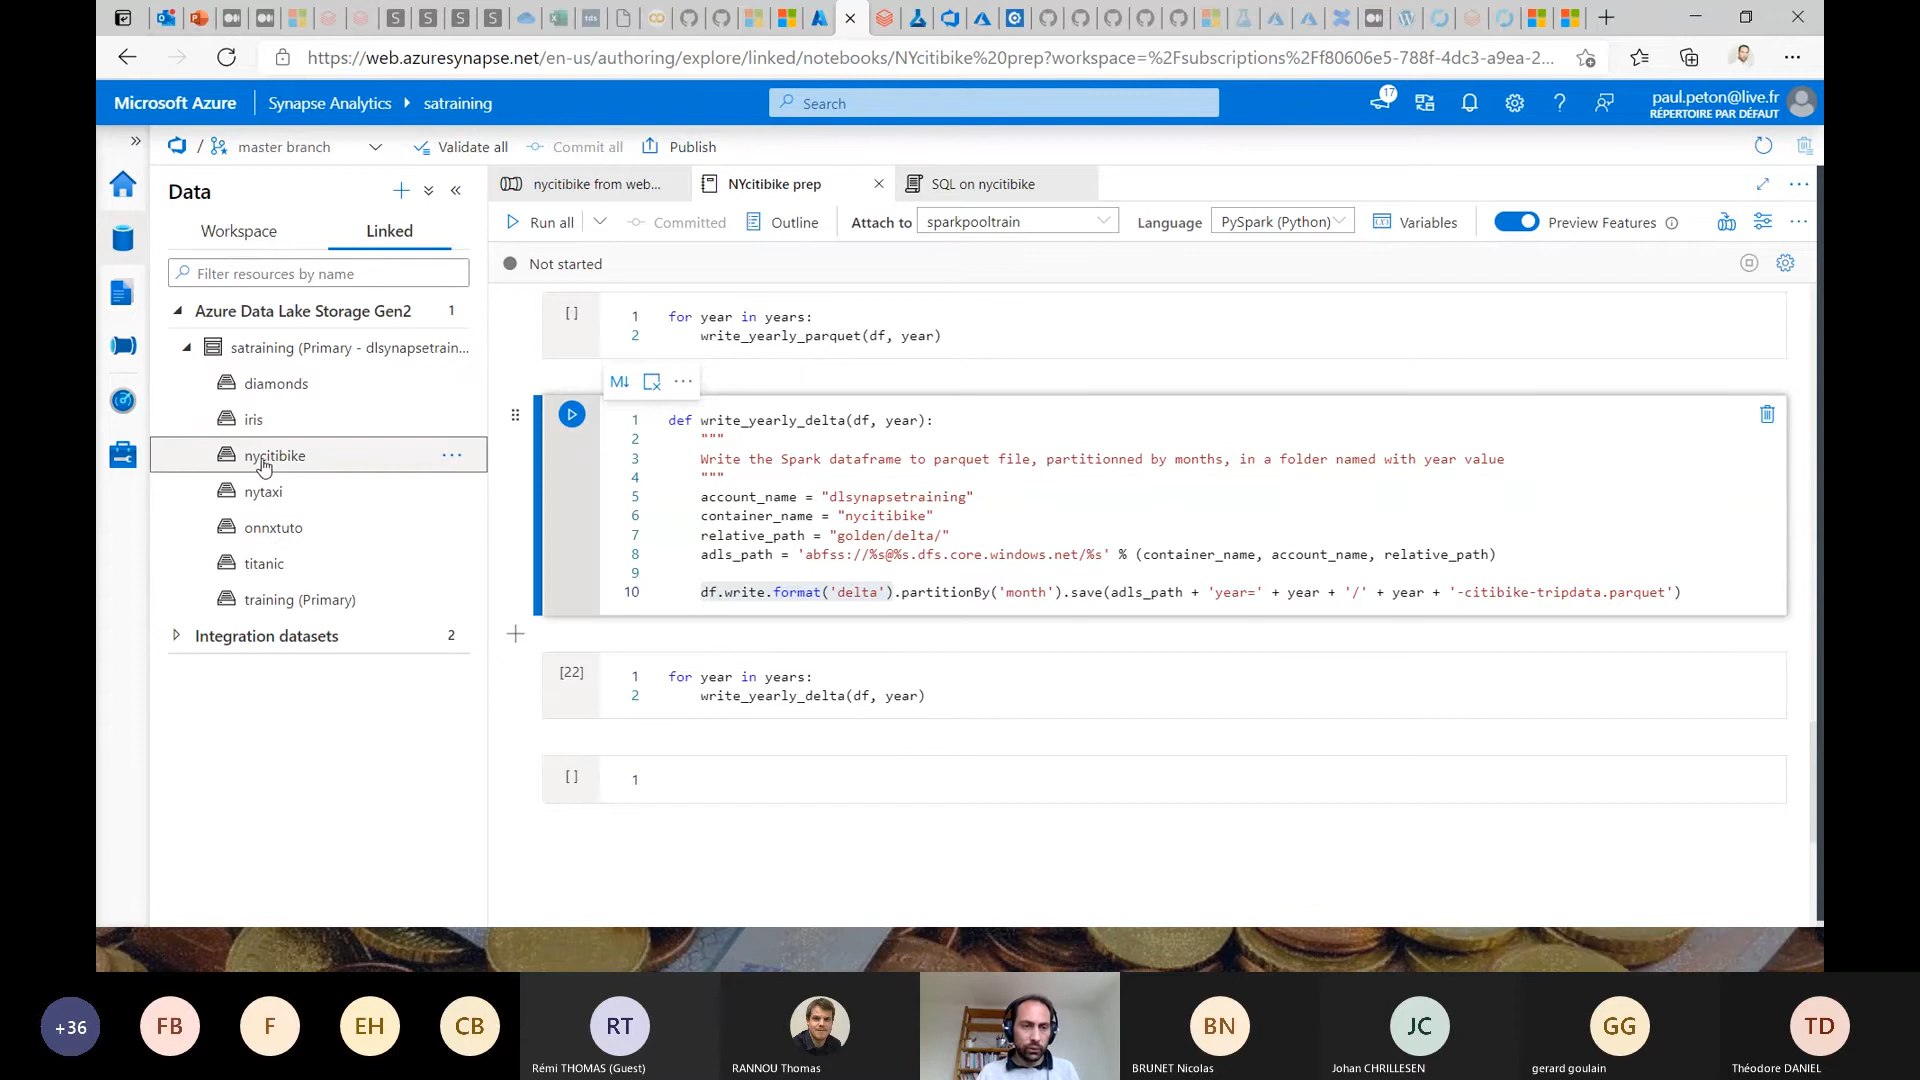 https://web.azuresynapse.net/en-us/authoring/explore/linked/notebooks/NYcitibike%20prep?workspace=%2Fsubscriptions%2Ff80606e5-788f-4dc3-a9ea-2...
Microsoft Azure
Synapse Analytics
satraining
Search
17
paul.peton@live.fr
RÉPERTOIRE PAR DÉFAUT
/ master branch
Validate all
Commit all
Publish
Data
Workspace
Linked
Filter resources by name
Azure Data Lake Storage Gen2 1
satraining (Primary - dlsynapsetrain...
diamonds
iris
nycitibike
nytaxi
onnxtuto
titanic
training (Primary)
Integration datasets 2
nycitibike from web...
NYcitibike prep
SQL on nycitibike
Run all
Committed
Outline
Attach to sparkpooltrain
Language PySpark (Python)
Variables
Preview Features
Not started
[ ]
1 for year in years:
2 write_yearly_parquet(df, year)
M↓
1 def write_yearly_delta(df, year):
2 """
3 Write the Spark dataframe to parquet file, partitionned by months, in a folder named with year value
4 """
5 account_name = "dlsynapsetraining"
6 container_name = "nycitibike"
7 relative_path = "golden/delta/"
8 adls_path = 'abfss://%s@%s.dfs.core.windows.net/%s' % (container_name, account_name, relative_path)
9
10 df.write.format('delta').partitionBy('month').save(adls_path + 'year=' + year + '/' + year + '-citibike-tripdata.parquet')
[22]
1 for year in years:
2 write_yearly_delta(df, year)
[ ]
1
+36
FB
F
EH
CB
RT
Rémi THOMAS (Guest)
RANNOU Thomas
BN
BRUNET Nicolas
JC
Johan CHRILLESEN
GG
gerard goulain
TD
Théodore DANIEL